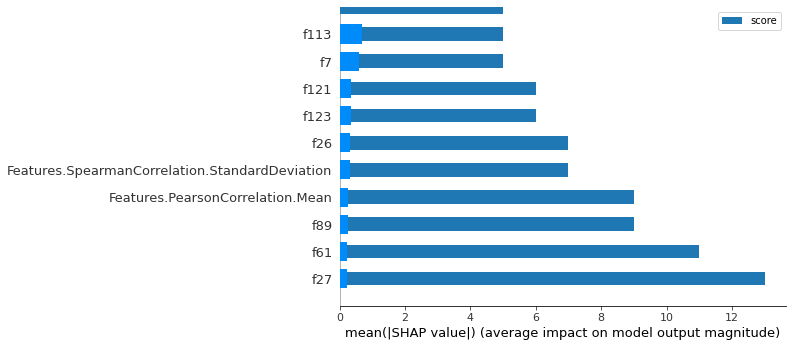 score
f113
f7
f121
f123
f26
Features.SpearmanCorrelation.StandardDeviation
Features.PearsonCorrelation.Mean
f89
f61
f27
0 2 4 6 8 10 12
mean(|SHAP value|) (average impact on model output magnitude)